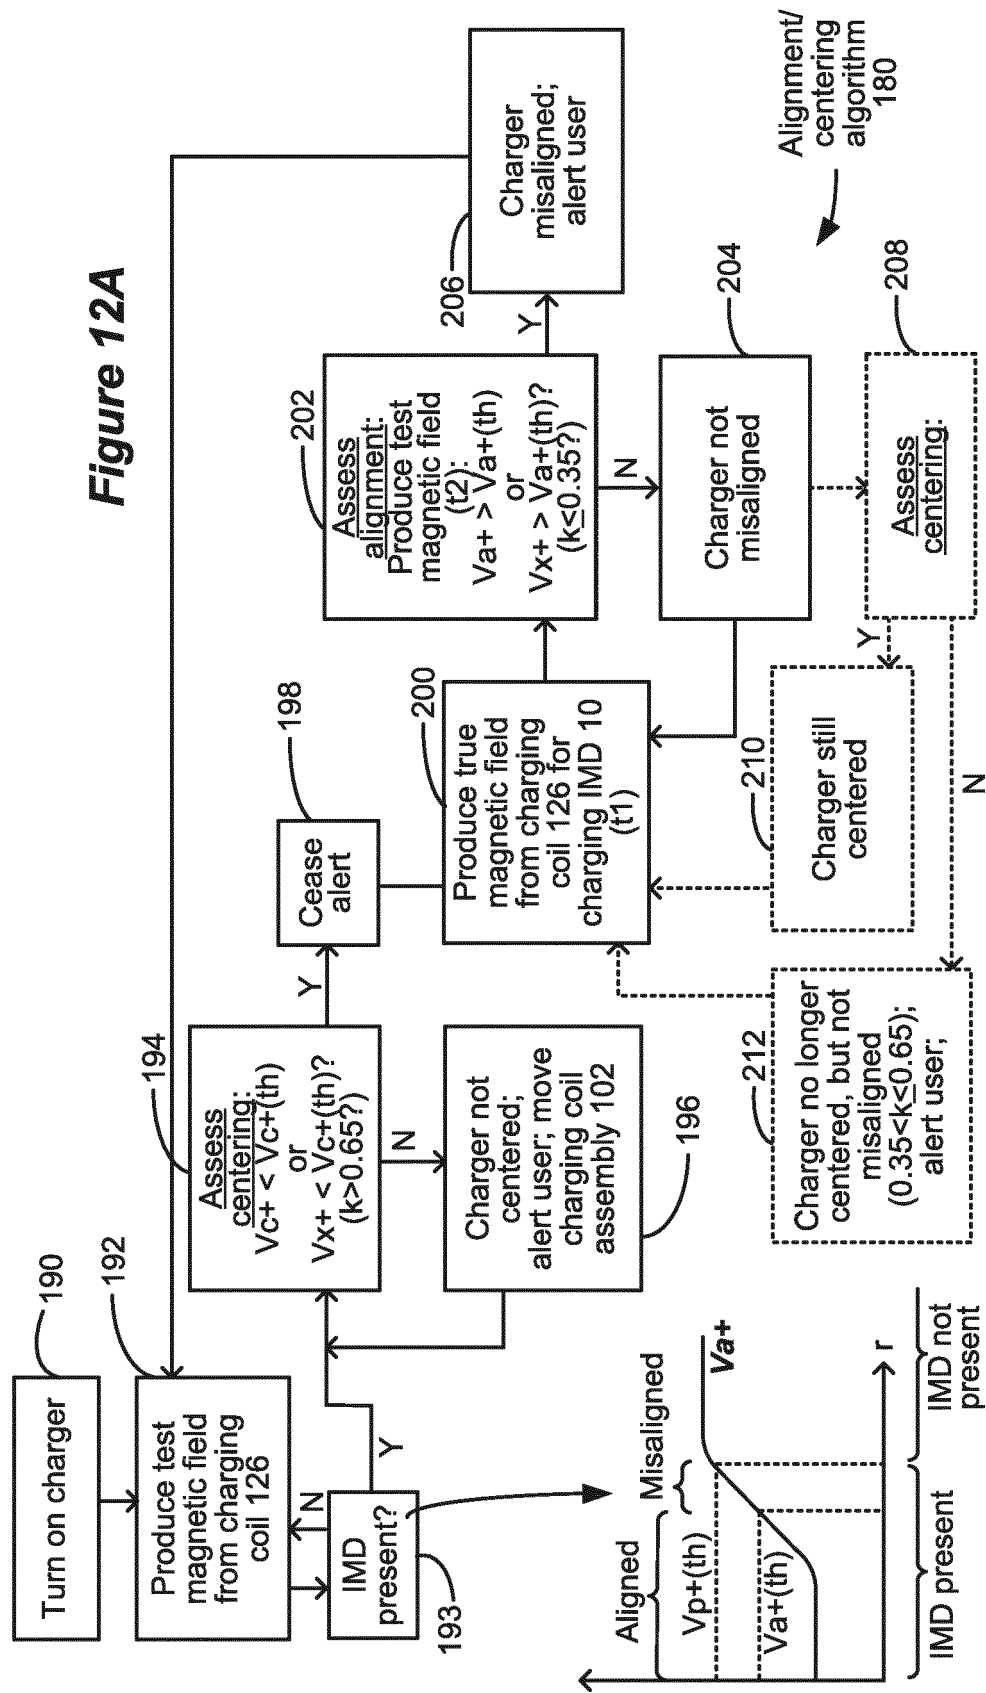 Figure 12A
Turn on charger
190
Produce test
magnetic field
from charging
coil 126
192
N
IMD
present?
193
Y
Assess
centering:
Vc+ < Vc+(th)
or
Vx+ < Vc+(th)?
(k>0.65?)
194
N
Charger not
centered;
alert user; move
charging coil
assembly 102
196
Y
Cease
alert
198
Produce true
magnetic field
from charging
coil 126 for
charging IMD 10
(t1)
200
Assess
alignment:
Produce test
magnetic field
(t2):
Va+ > Va+(th)
or
Vx+ > Va+(th)?
(k≤0.35?)
202
Y
Charger
misaligned;
alert user
206
N
Charger not
misaligned
204
Assess
centering:
208
Y
Charger still
centered
210
N
Charger no longer
centered, but not
misaligned
(0.35<k≤0.65);
alert user;
212
Alignment/
centering
algorithm
180
Aligned
Misaligned
Vp+(th)
Va+(th)
Va+
r
IMD present
IMD not
present